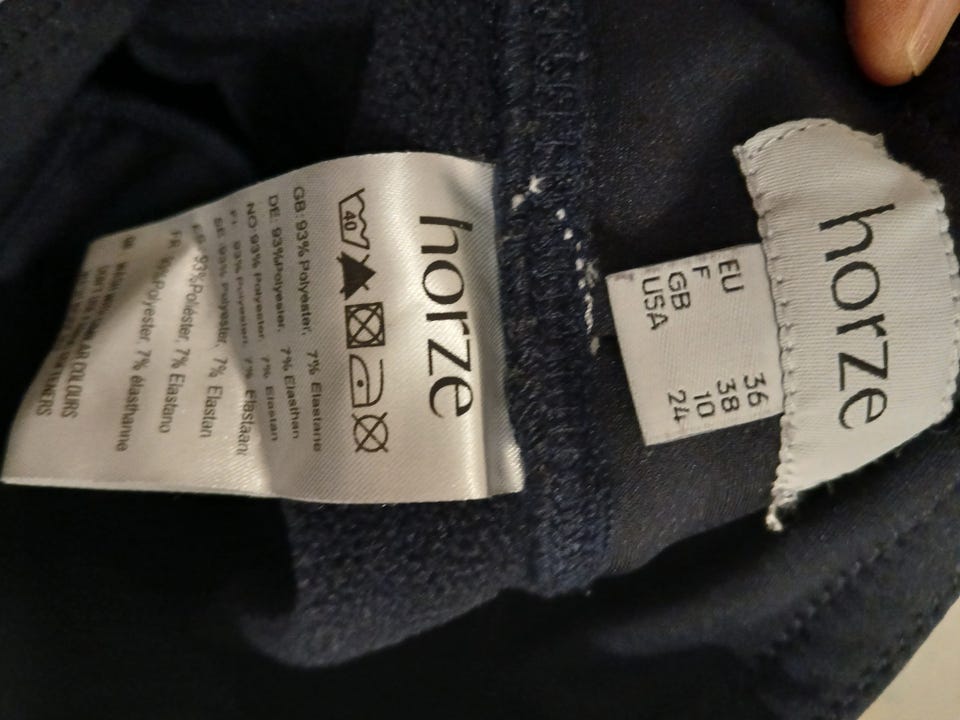 horze
40
GB: 93% Polyester, 7% Elastane
DE: 93%Polyester, 7% Elasthan
NO: 93% Polyester, 7% Elastan
FI: 93% Polyester, 7% Elastaani
SE: 93% Polyester, 7% Elastan
ES: 93%Poliéster, 7% Elastano
FR: 93%Polyester, 7% élasthanne
COLOURS
horze
EU 36
F 38
GB 10
USA 24